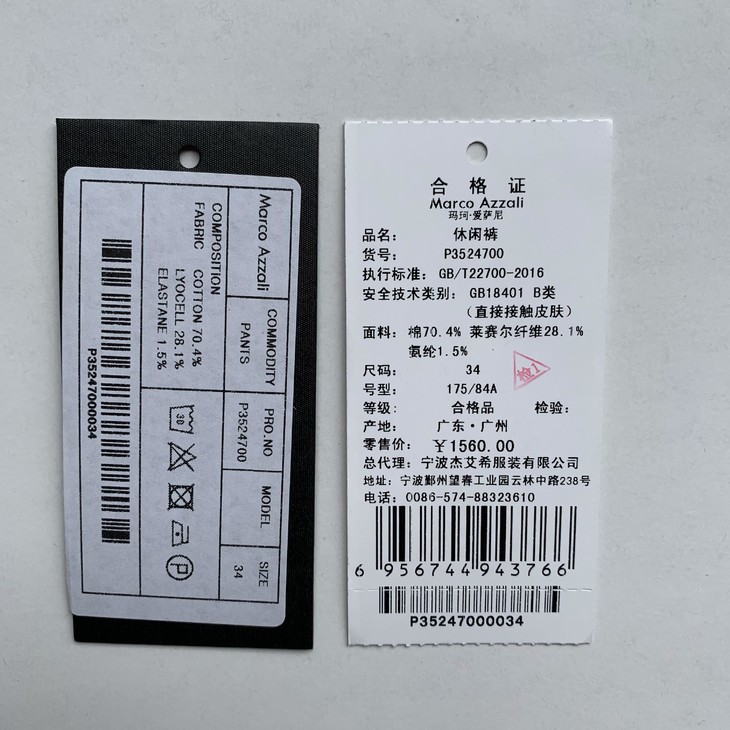 Marco Azzali
COMMODITY
PRO.NO
MODEL
SIZE
PANTS
P3524700
34
COMPOSITION
FABRIC COTTON 70.4%
LYOCELL 28.1%
ELASTANE 1.5%
30
P
P35247000034
合格证
Marco Azzali
玛珂·爱萨尼
品名： 休闲裤
货号： P3524700
执行标准：GB/T22700-2016
安全技术类别：GB18401 B类
（直接接触皮肤）
面料：棉70.4% 莱赛尔纤维28.1%
氨纶1.5%
尺码： 34
检1
号型： 175/84A
等级： 合格品 检验：
产地： 广东·广州
零售价：￥1560.00
总代理：宁波杰艾希服装有限公司
地址：宁波鄞州望春工业园云林中路238号
电话：0086-574-88323610
6 956744 943766
P35247000034